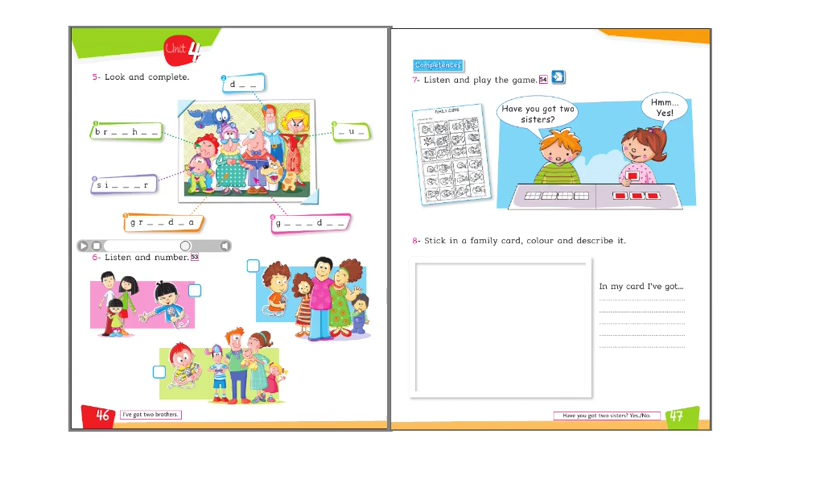 Unit 4
5- Look and complete.
d _ _
b r _ _ h _ _
_ u _
s i _ _ _ r
g r _ _ d _ a
g _ _ _ d _ _
6- Listen and number. 53
46
I've got two brothers.
Competences
7- Listen and play the game. 54
FAMILY CARD
Have you got two
sisters?
Hmm...
Yes!
8- Stick in a family card, colour and describe it.
In my card I've got...
Have you got two sisters? Yes./No.
47